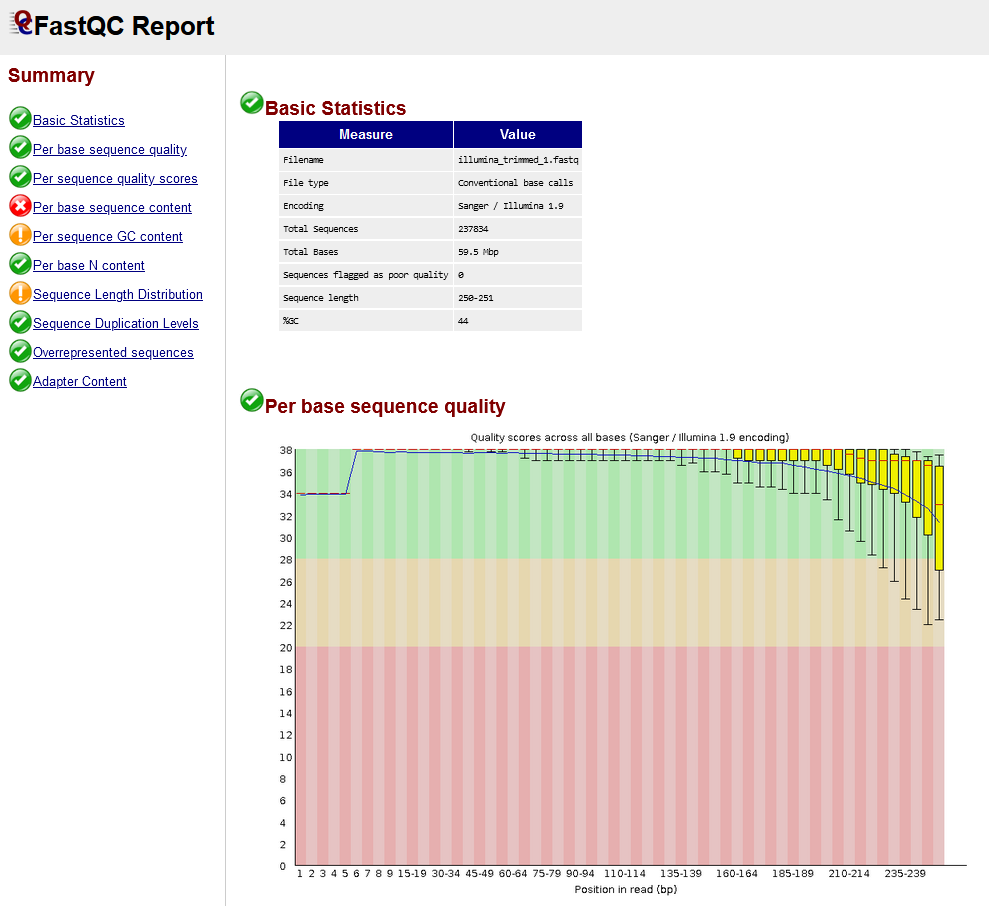 FastQC Report
Summary
Basic Statistics
Per base sequence quality
Per sequence quality scores
Per base sequence content
Per sequence GC content
Per base N content
Sequence Length Distribution
Sequence Duplication Levels
Overrepresented sequences
Adapter Content
Basic Statistics
Measure Value
Filename illumina_trimmed_1.fastq
File type Conventional base calls
Encoding Sanger / Illumina 1.9
Total Sequences 237834
Total Bases 59.5 Mbp
Sequences flagged as poor quality 0
Sequence length 250-251
%GC 44
Per base sequence quality
Quality scores across all bases (Sanger / Illumina 1.9 encoding)
38
36
34
32
30
28
26
24
22
20
18
16
14
12
10
8
6
4
2
0
1 2 3 4 5 6 7 8 9 15-19 30-34 45-49 60-64 75-79 90-94 110-114 135-139 160-164 185-189 210-214 235-239
Position in read (bp)